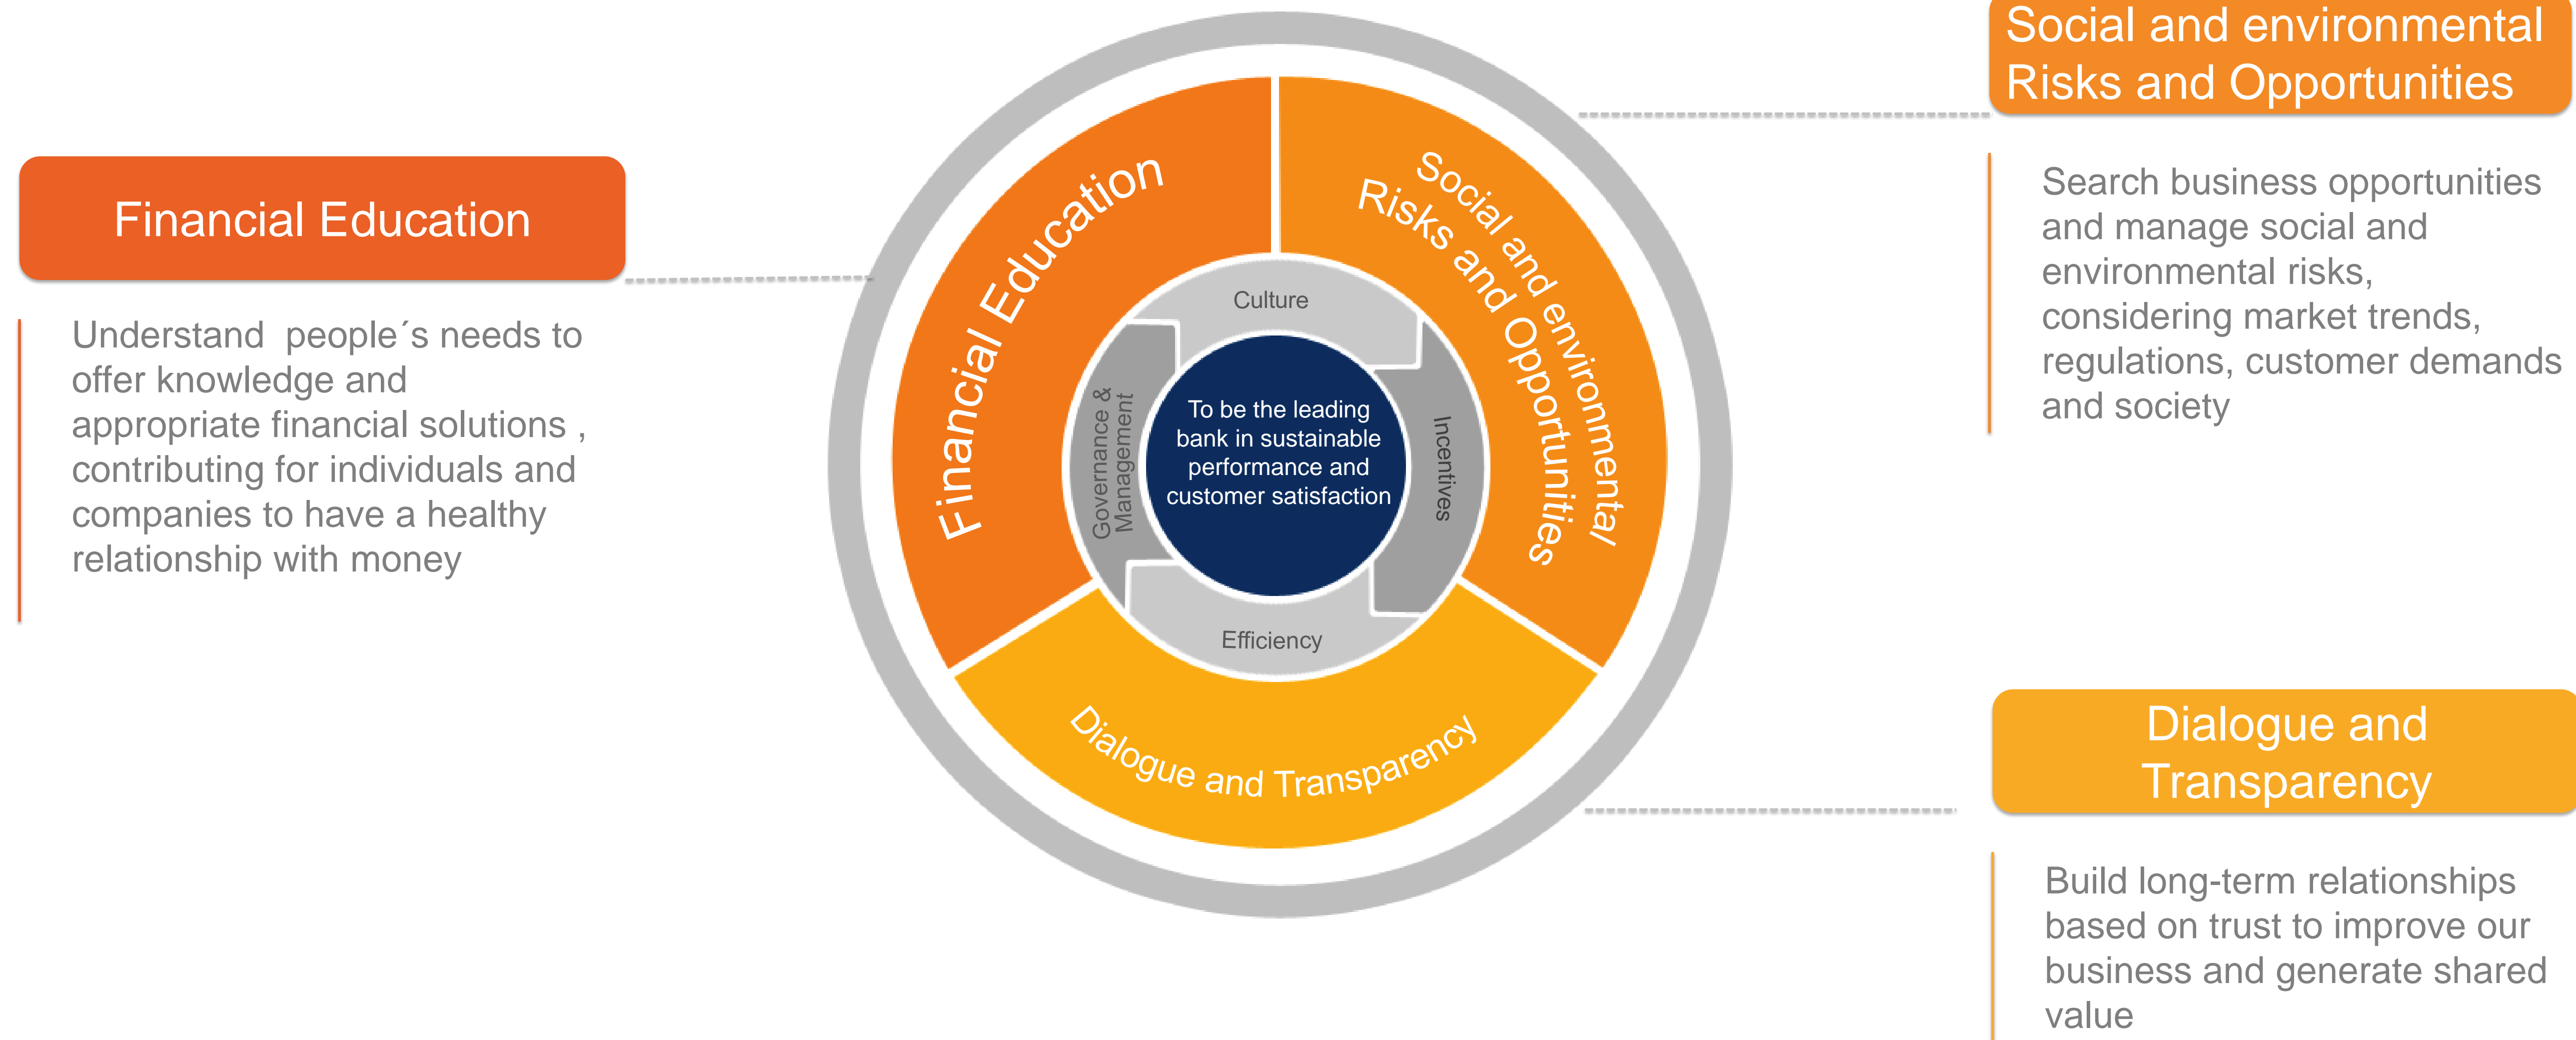 Financial Education
Understand  people´s needs to
offer knowledge and
appropriate financial solutions ,
contributing for individuals and
companies to have a healthy
relationship with money
Financial Education
Social and environmental
Risks and Opportunities
Dialogue and Transparency
Culture
Incentives
Efficiency
Governance &
Management
To be the leading
bank in sustainable
performance and
customer satisfaction
Social and environmental
Risks and Opportunities
Search business opportunities
and manage social and
environmental risks,
considering market trends,
regulations, customer demands
and society
Dialogue and
Transparency
Build long-term relationships
based on trust to improve our
business and generate shared
value